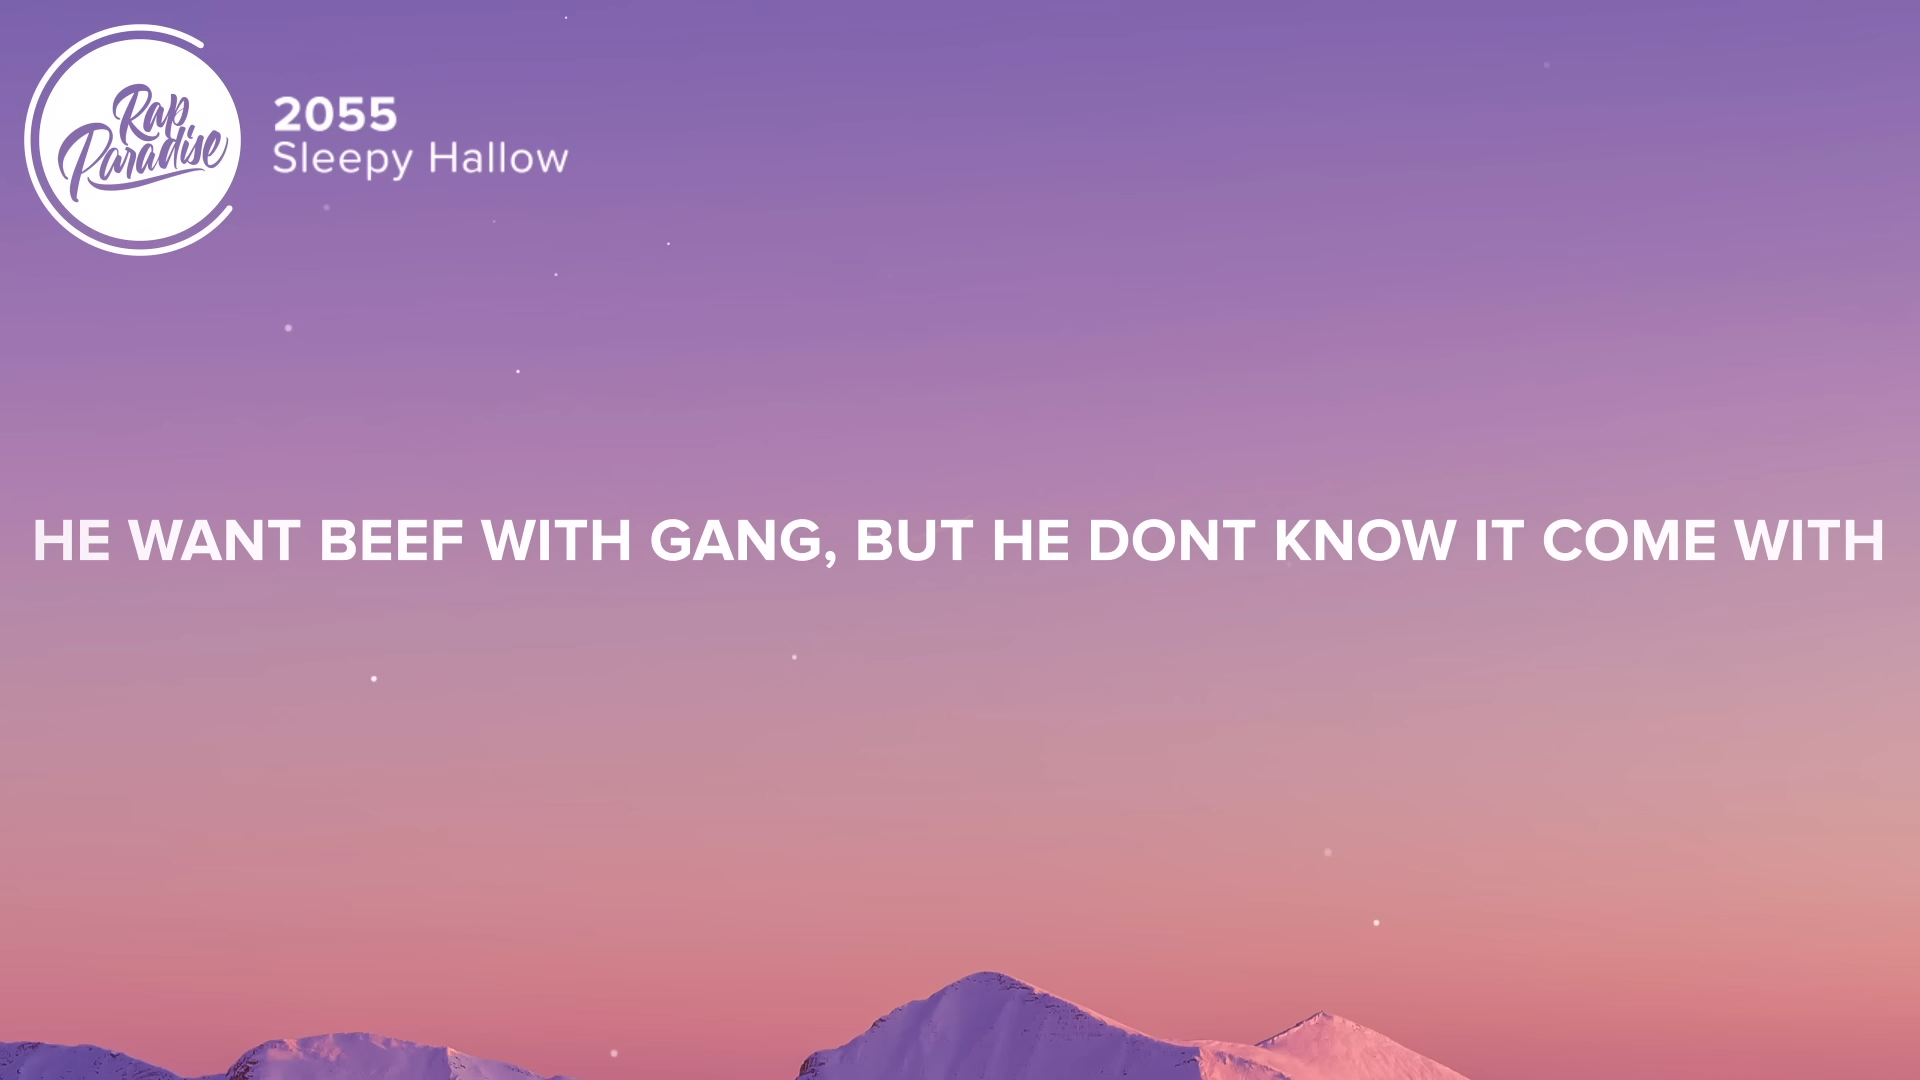 Rap
Paradise
2055
Sleepy Hallow
HE WANT BEEF WITH GANG, BUT HE DONT KNOW IT COME WITH